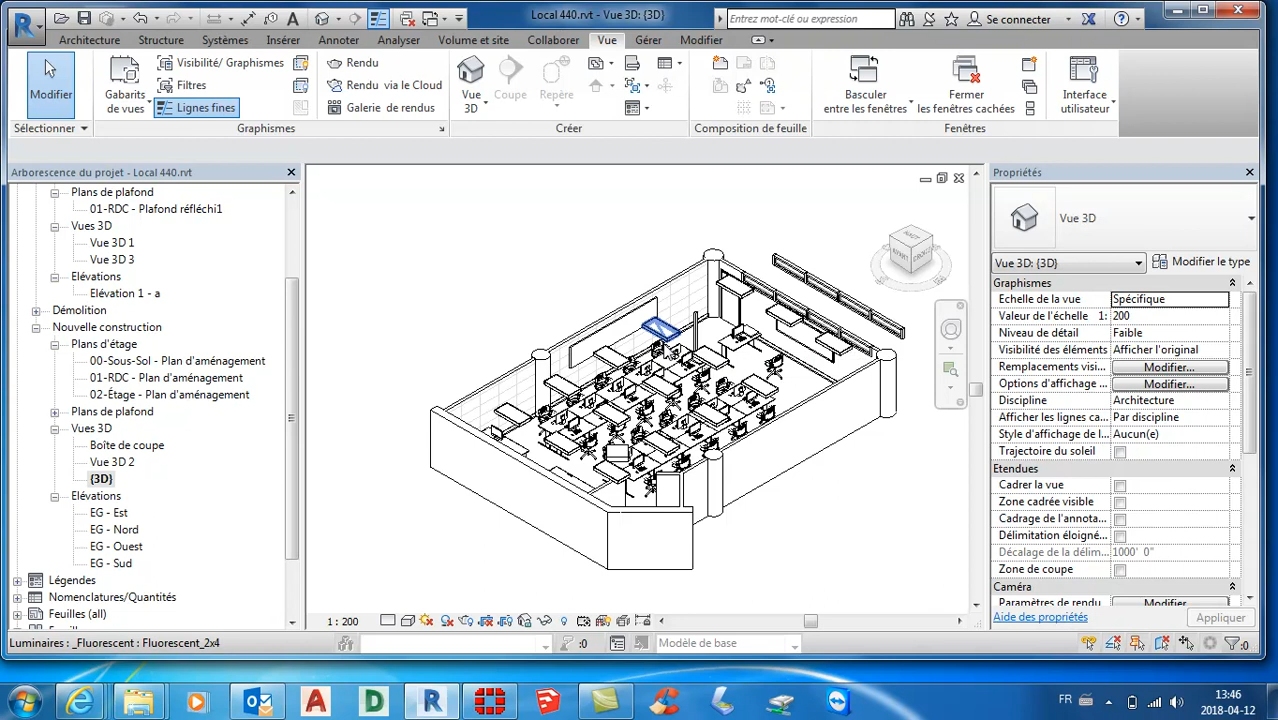 Local 440.rvt - Vue 3D: {3D}
Entrez mot-clé ou expression
Se connecter
Architecture Structure Systèmes Insérer Annoter Analyser Volume et site Collaborer Vue Gérer Modifier
Modifier
Gabarits de vues
Visibilité/ Graphismes
Filtres
Lignes fines
Rendu
Rendu via le Cloud
Galerie de rendus
Vue 3D
Coupe
Repère
Basculer entre les fenêtres
Fermer les fenêtres cachées
Interface utilisateur
Sélectionner Graphismes Créer Composition de feuille Fenêtres
Arborescence du projet - Local 440.rvt
Plans de plafond
01-RDC - Plafond réfléchi1
Vues 3D
Vue 3D 1
Vue 3D 3
Elévations
Elévation 1 - a
Démolition
Nouvelle construction
Plans d'étage
00-Sous-Sol - Plan d'aménagement
01-RDC - Plan d'aménagement
02-Étage - Plan d'aménagement
Plans de plafond
Vues 3D
Boîte de coupe
Vue 3D 2
{3D}
Elévations
EG - Est
EG - Nord
EG - Ouest
EG - Sud
Légendes
Nomenclatures/Quantités
Feuilles (all)
Propriétés
Vue 3D
Vue 3D: {3D}
Modifier le type
Graphismes
Echelle de la vue Spécifique
Valeur de l'échelle 1: 200
Niveau de détail Faible
Visibilité des éléments Afficher l'original
Remplacements visi... Modifier...
Options d'affichage Modifier...
Discipline Architecture
Afficher les lignes ca... Par discipline
Style d'affichage de l... Aucun(e)
Trajectoire du soleil
Etendues
Cadrer la vue
Zone cadrée visible
Cadrage de l'annota...
Délimitation éloigné...
Décalage de la délim... 1000' 0"
Zone de coupe
Caméra
Paramètres de rendu Modifier...
Aide des propriétés
Appliquer
1 : 200
Luminaires : _Fluorescent : Fluorescent_2x4
:0
Modèle de base
:0
FR
13:46
2018-04-12